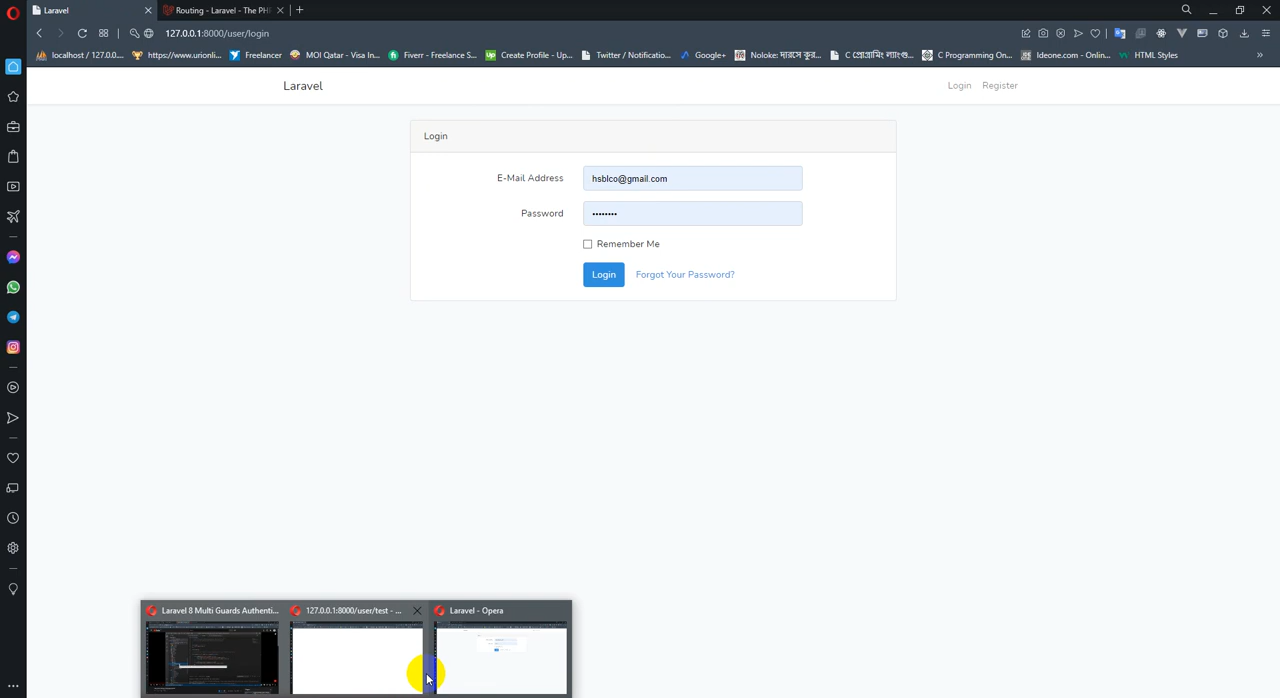 Laravel
Routing - Laravel - The PH
127.0.0.1:8000/user/login
localhost / 127.0.0....
https://www.urionli...
Freelancer
MOI Qatar - Visa In...
Fiverr - Freelance S...
Create Profile - Up...
Twitter / Notificatio...
Google+
Noloke: দারসে কুর...
C প্রোগ্রামিং ল্যাংগু...
C Programming On...
Ideone.com - Onlin...
HTML Styles
Laravel
Login Register
Login
E-Mail Address hsblco@gmail.com
Password ••••••••
Remember Me
Login Forgot Your Password?
Laravel 8 Multi Guards Authenti...
127.0.0.1:8000/user/test - ...
Laravel - Opera